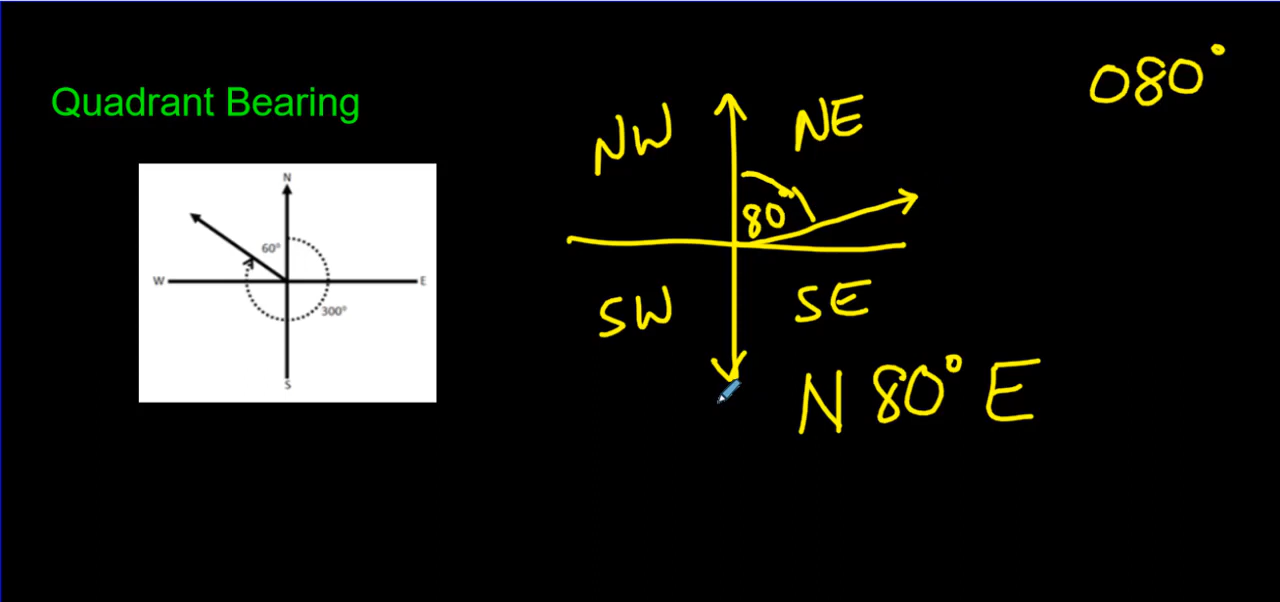 080°
Quadrant Bearing
NW NE
80°
SW SE
N 80° E
N
60°
W E
300°
S